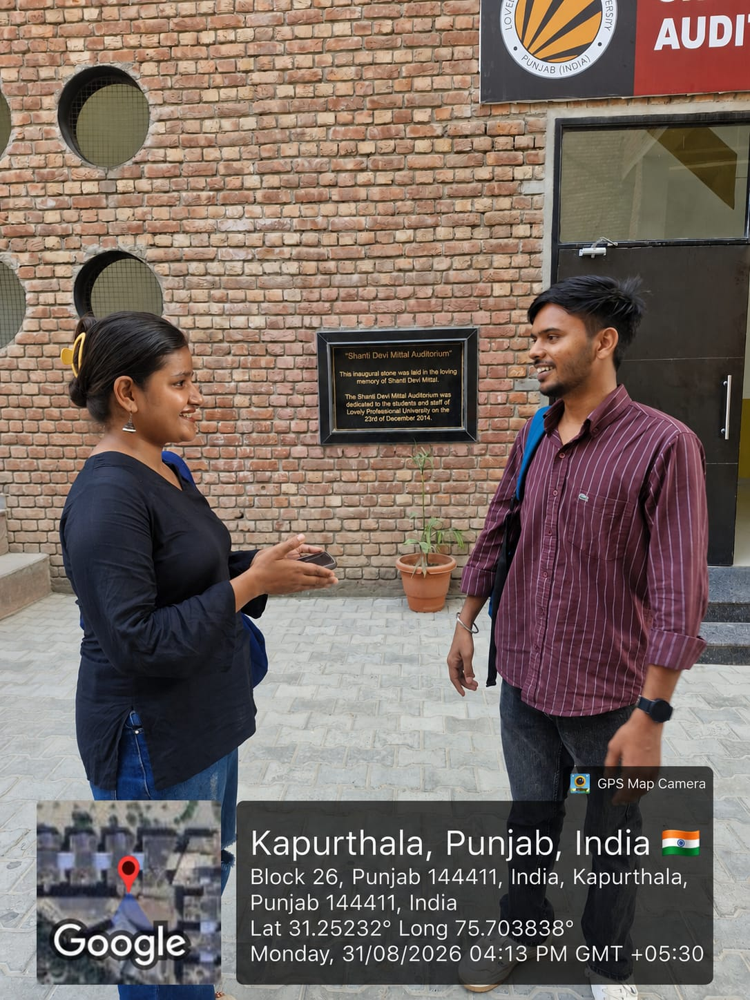 PUNJAB (INDIA)
AUDI
"Shanti Devi Mittal Auditorium"
This inaugural stone was laid in the loving
memory of Shanti Devi Mittal.
The Shanti Devi Mittal Auditorium was
dedicated to the students and staff of
Lovely Professional University on the
23rd of December 2014.
GPS Map Camera
Kapurthala, Punjab, India
Block 26, Punjab 144411, India, Kapurthala,
Punjab 144411, India
Lat 31.25232° Long 75.703838°
Monday, 31/08/2026 04:13 PM GMT +05:30
Google